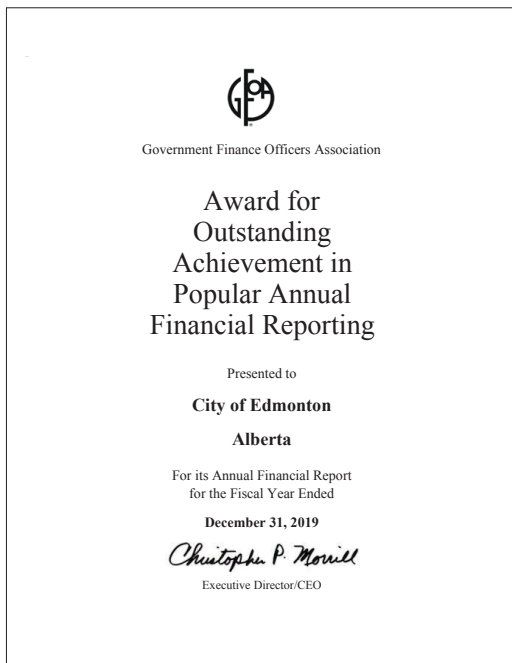 GFOA
Government Finance Officers Association
Award for
Outstanding
Achievement in
Popular Annual
Financial Reporting
Presented to
City of Edmonton
Alberta
For its Annual Financial Report
for the Fiscal Year Ended
December 31, 2019
Christopher P. Morrill
Executive Director/CEO